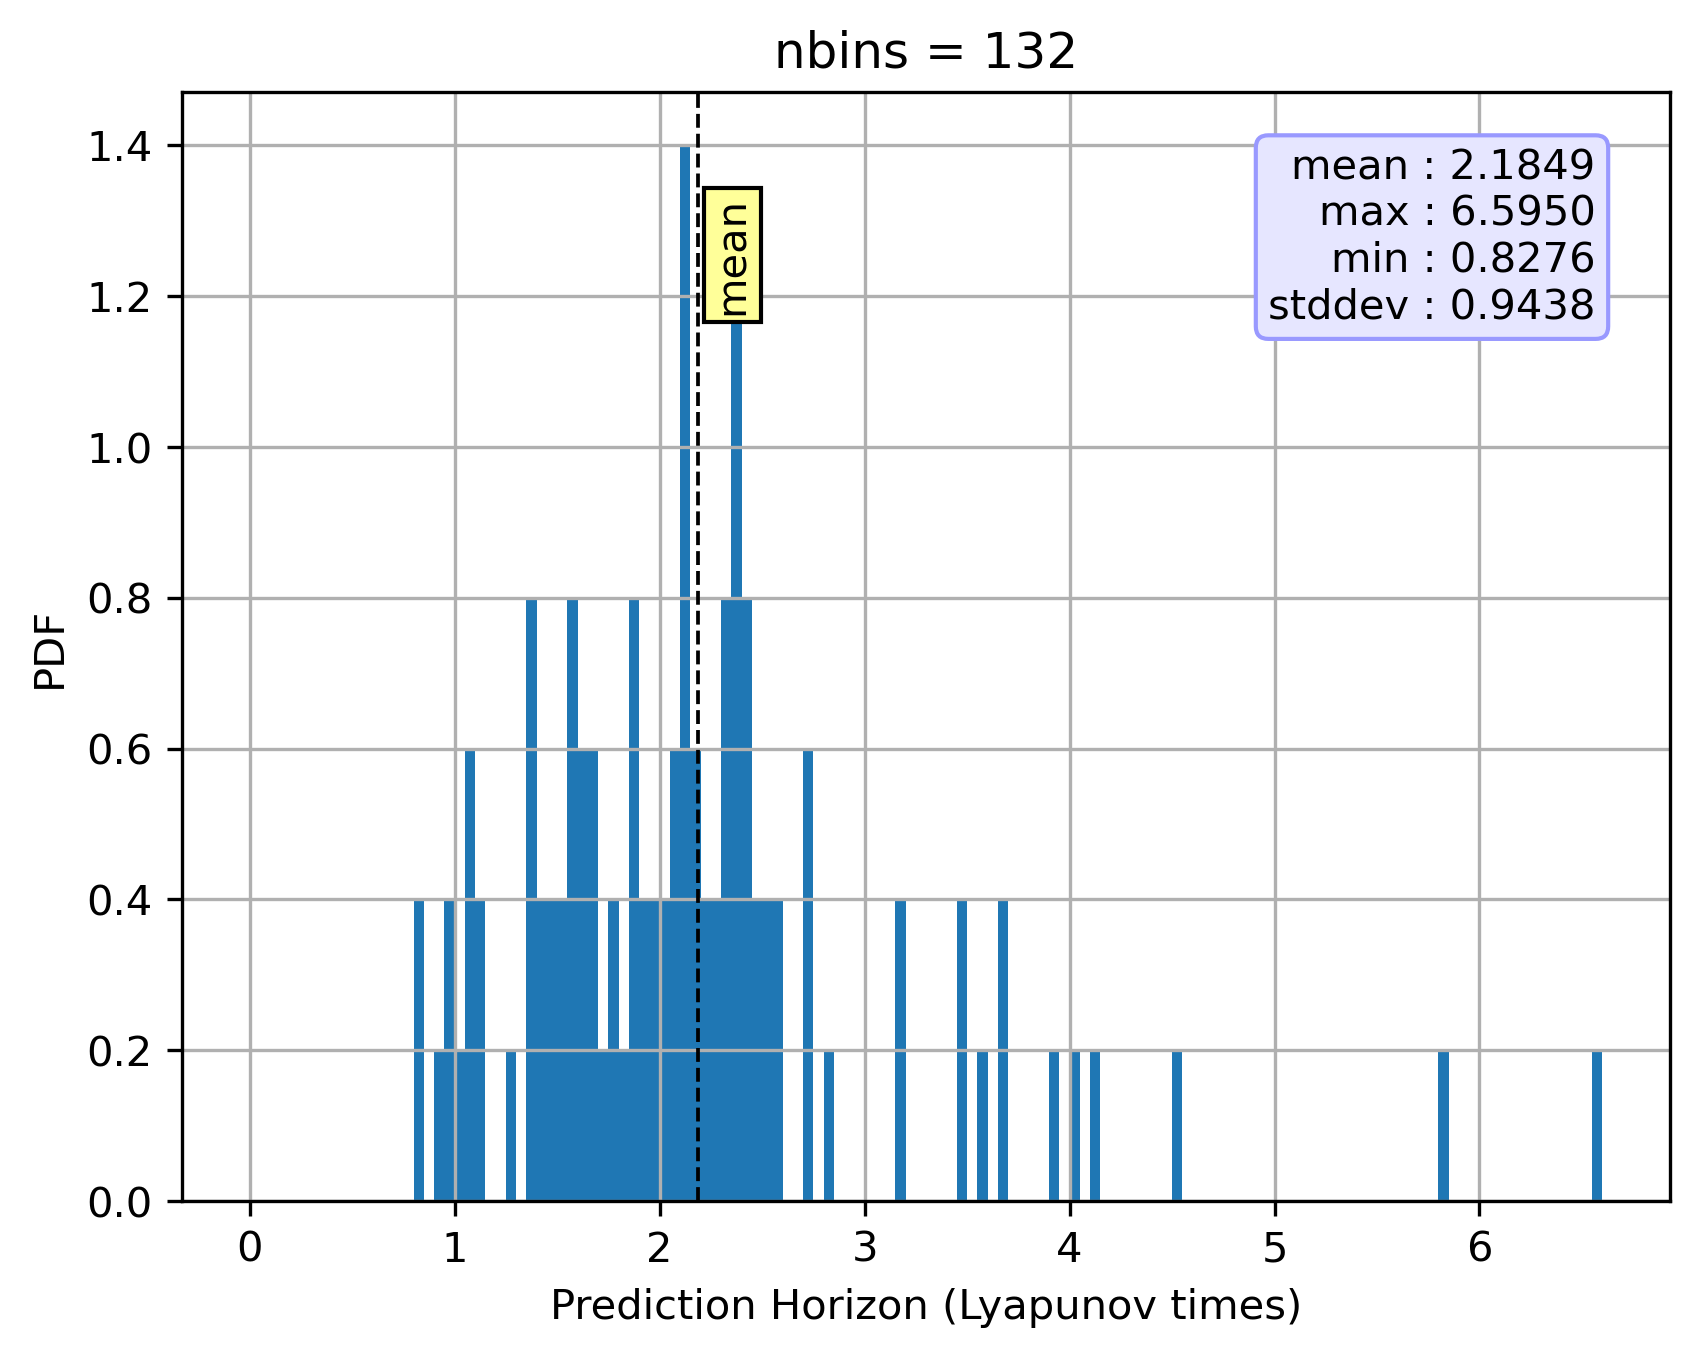 nbins = 132
1.4
1.2
1.0
0.8
0.6
0.4
0.2
0.0
PDF
mean
mean : 2.1849
max : 6.5950
min : 0.8276
stddev : 0.9438
0 1 2 3 4 5 6
Prediction Horizon (Lyapunov times)